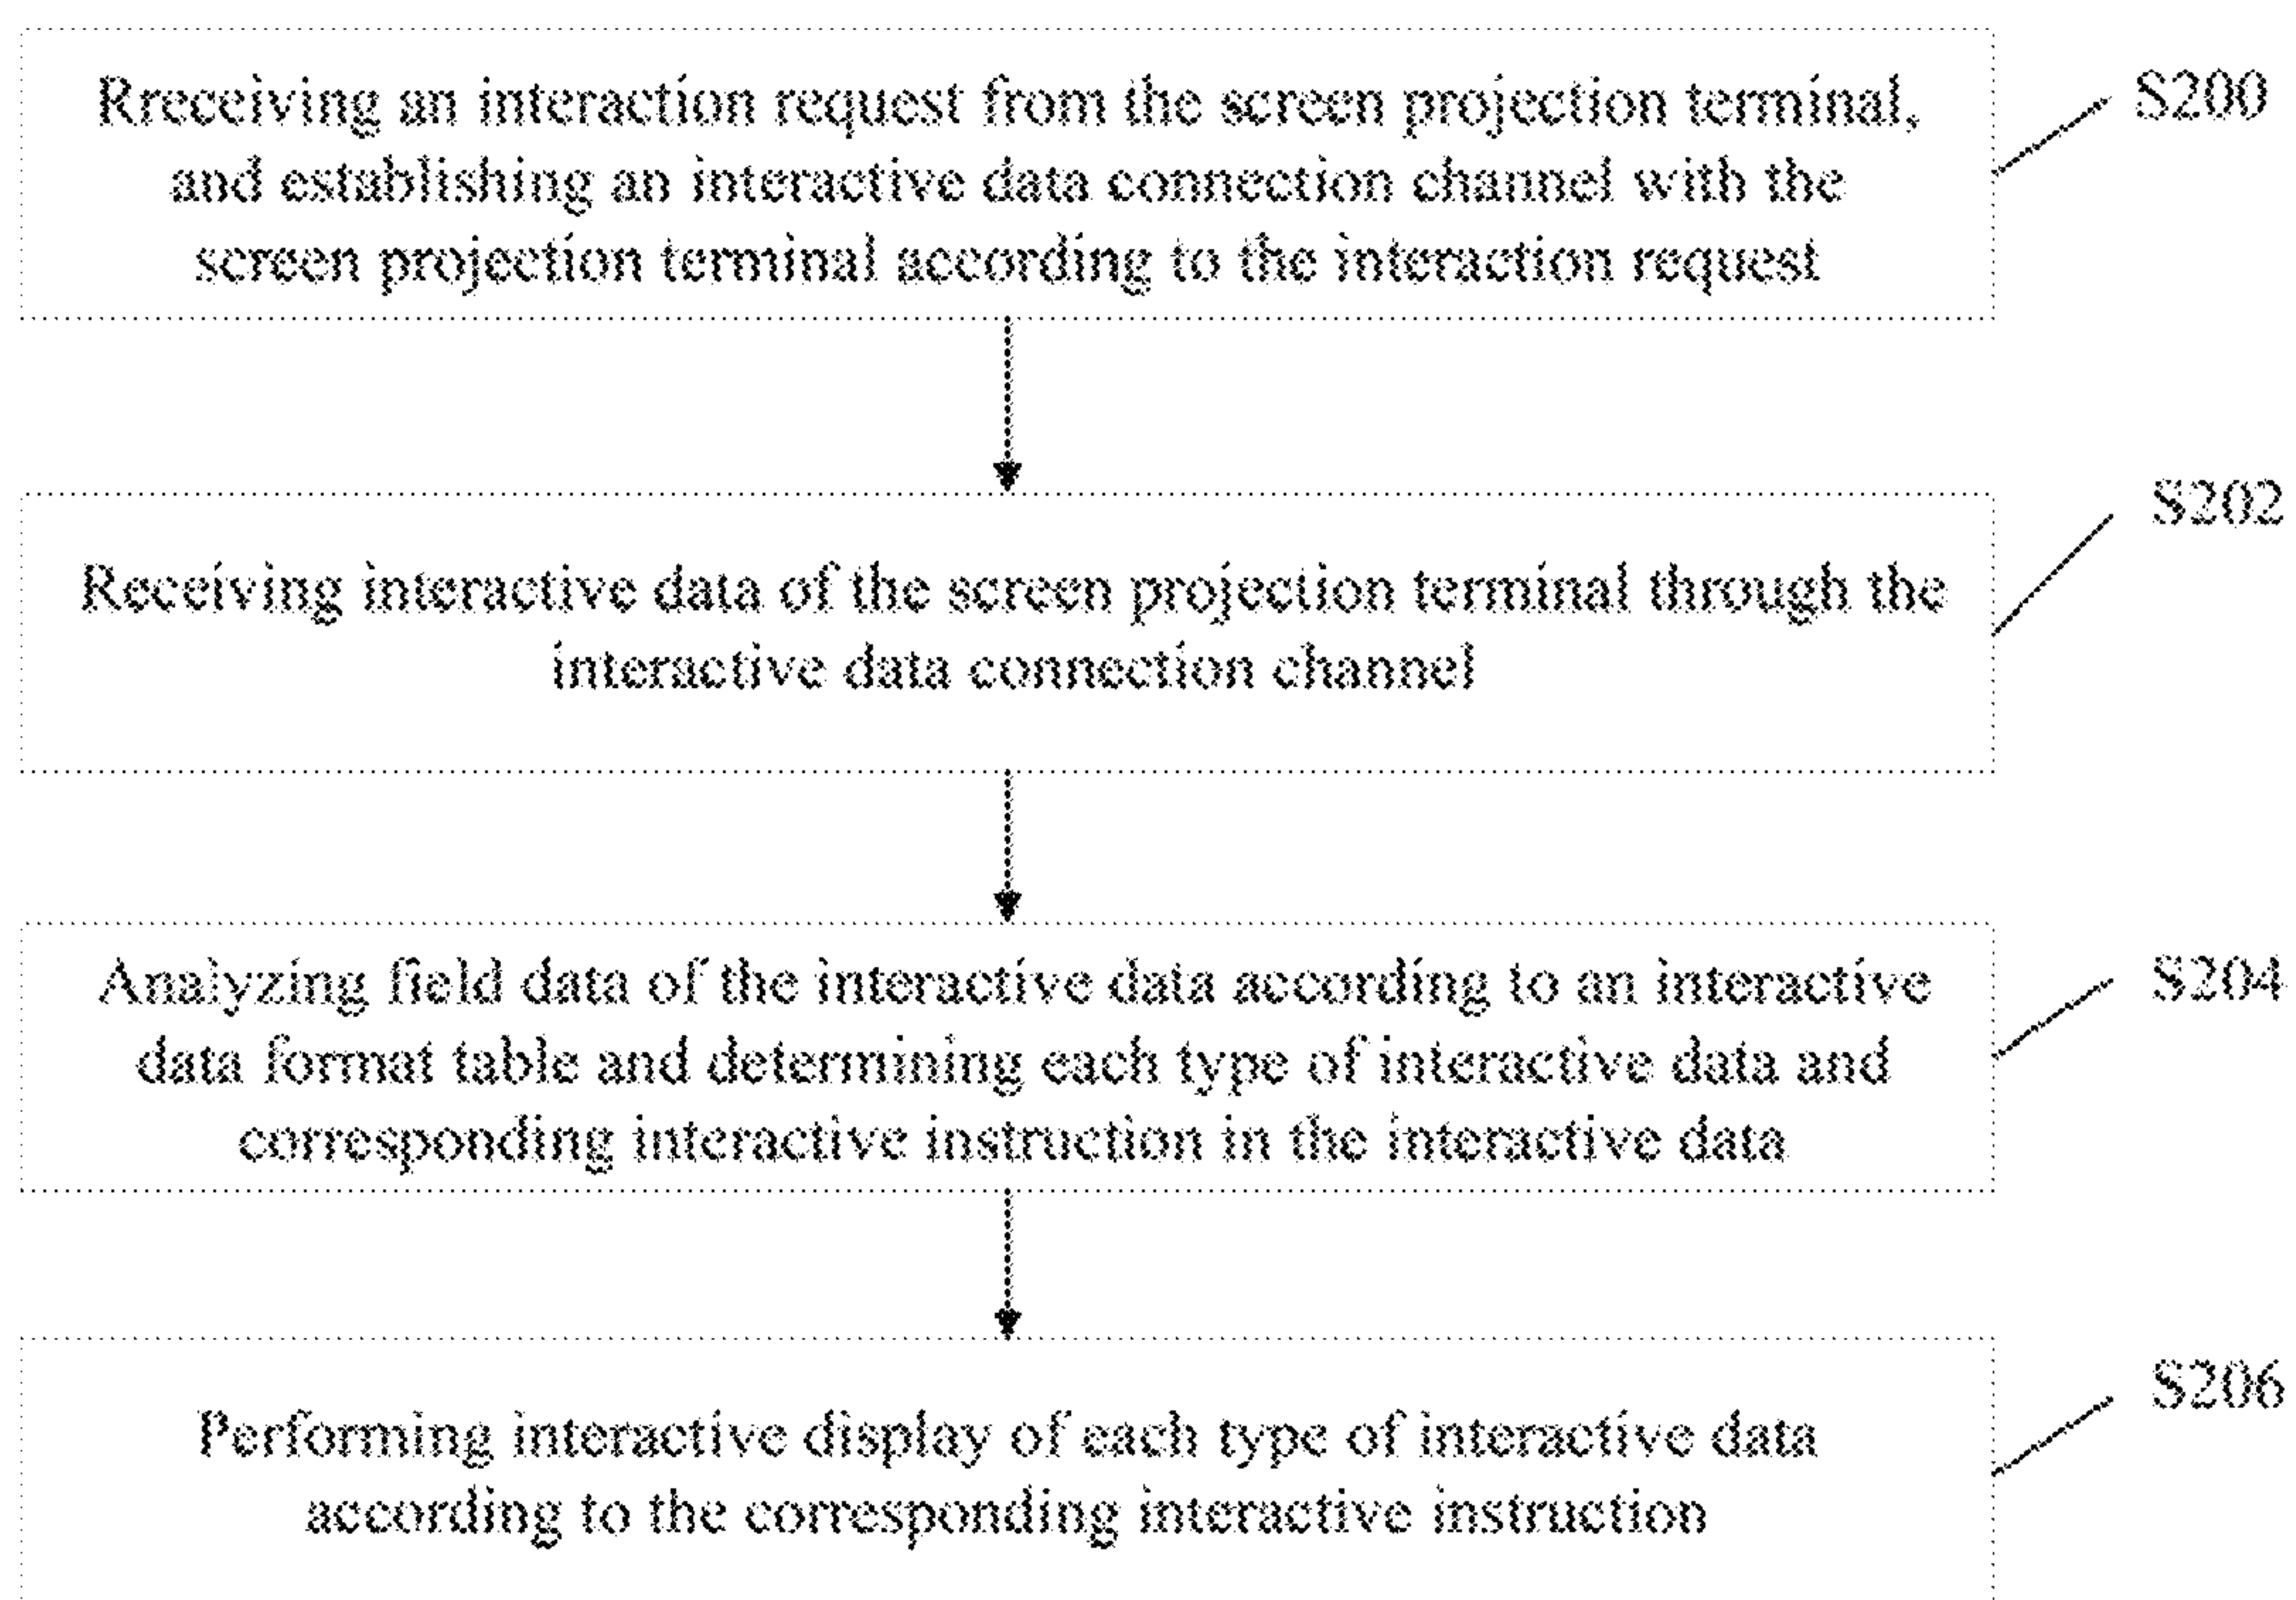 Rreceiving an interaction request from the screen projection terminal,
and establishing an interactive data connection channel with the
screen projection terminal according to the interaction request
S200
Receiving interactive data of the screen projection terminal through the
interactive data connection channel
S202
Analyzing field data of the interactive data according to an interactive
data format table and determining each type of interactive data and
corresponding interactive instruction in the interactive data
S204
Performing interactive display of each type of interactive data
according to the corresponding interactive instruction
S206